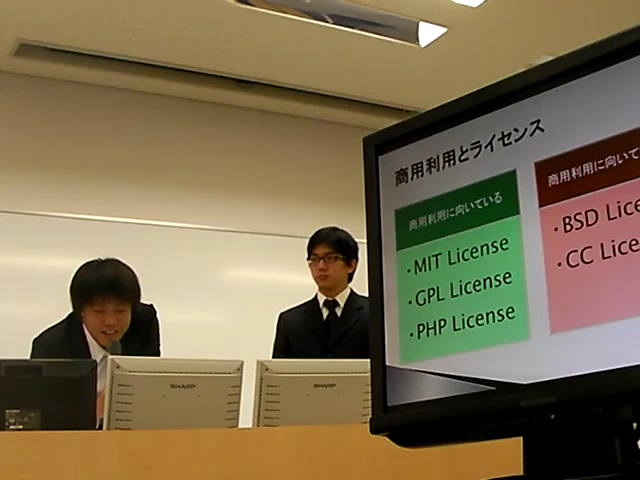 商用利用とライセンス
商用利用に向いている
・MIT License
・GPL License
・PHP License
商用利用に向いて
・BSD Lice
・CC Lice
SHARP
SHARP